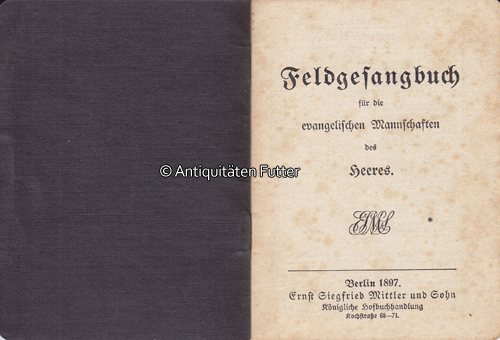 Feldgesangbuch
für die
evangelischen Mannschaften
des
Heeres.
© Antiquitäten Futter
ESMS
Berlin 1897.
Ernst Siegfried Mittler und Sohn
Königliche Hofbuchhandlung
Kochstraße 68—71.